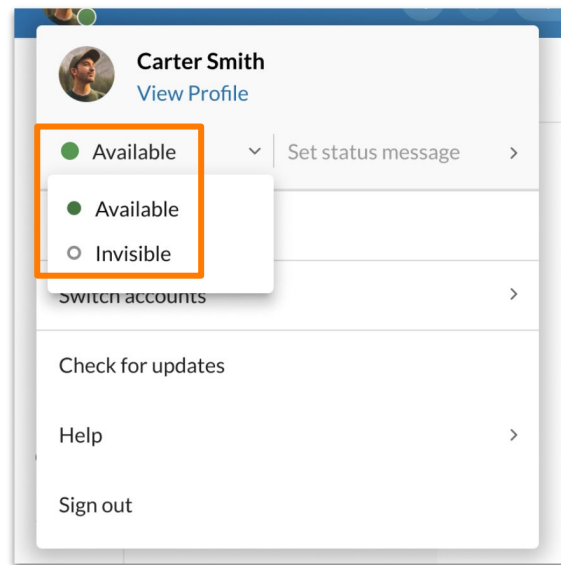 Carter Smith
View Profile
Available
Set status message
Available
Invisible
Switch accounts
Check for updates
Help
Sign out